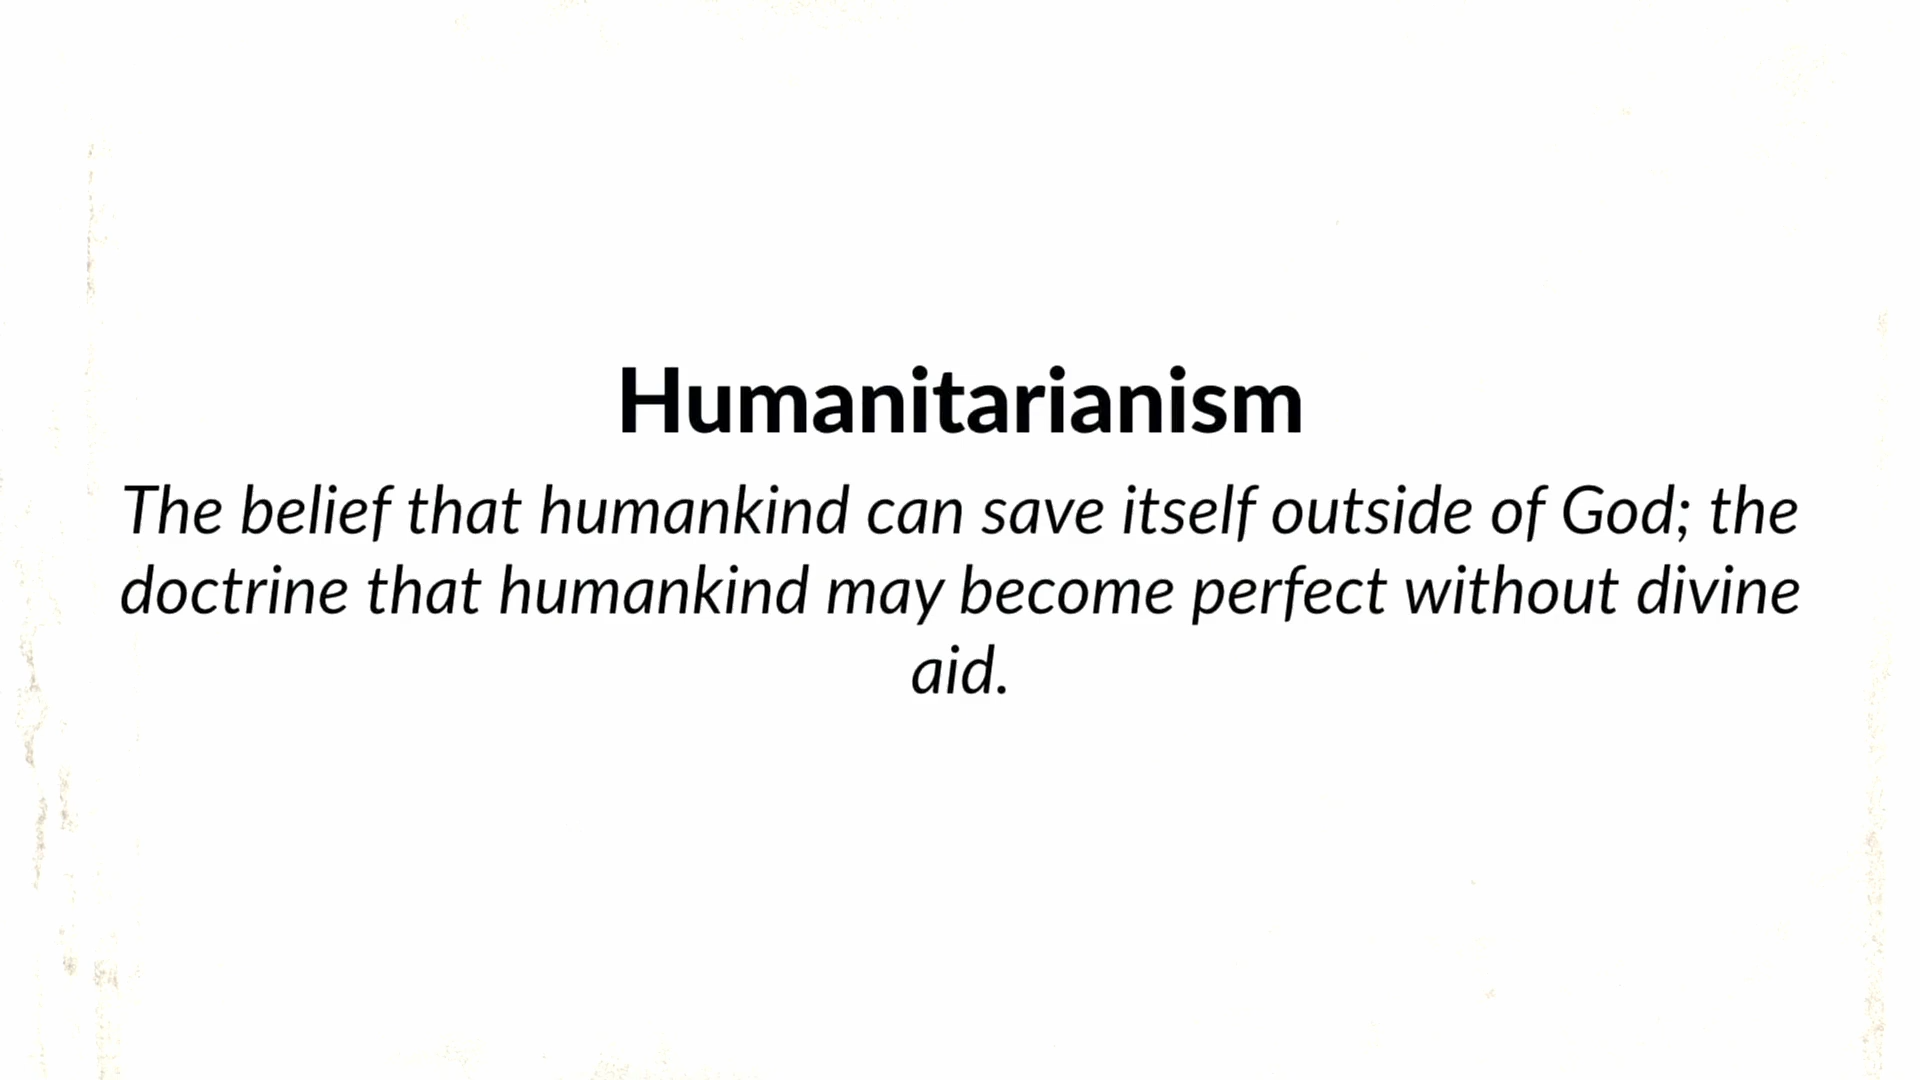 Humanitarianism
The belief that humankind can save itself outside of God; the
doctrine that humankind may become perfect without divine
aid.